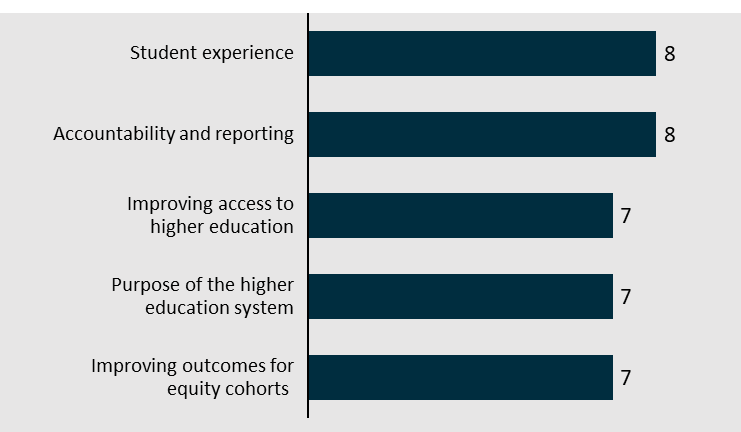 Student experience
8
Accountability and reporting
8
Improving access to
higher education
7
Purpose of the higher
education system
7
Improving outcomes for
equity cohorts
7